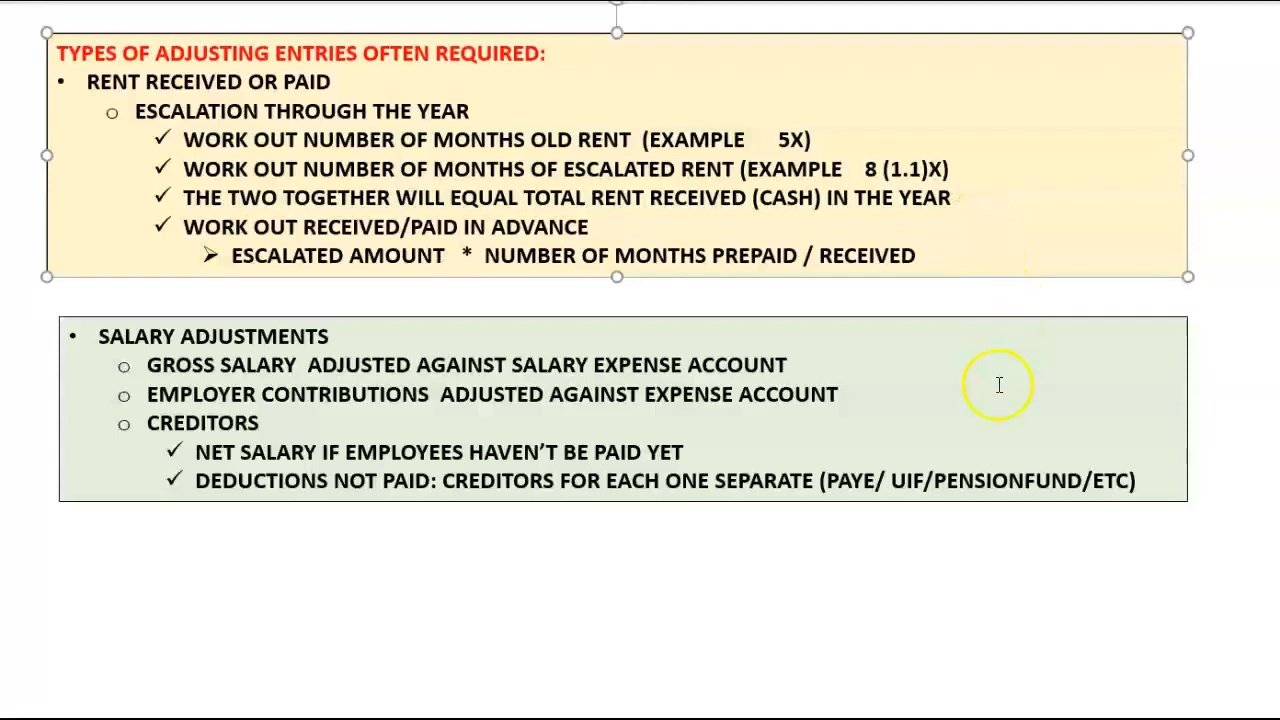 TYPES OF ADJUSTING ENTRIES OFTEN REQUIRED:
• RENT RECEIVED OR PAID
o ESCALATION THROUGH THE YEAR
✓ WORK OUT NUMBER OF MONTHS OLD RENT (EXAMPLE 5X)
✓ WORK OUT NUMBER OF MONTHS OF ESCALATED RENT (EXAMPLE 8 (1.1)X)
✓ THE TWO TOGETHER WILL EQUAL TOTAL RENT RECEIVED (CASH) IN THE YEAR
✓ WORK OUT RECEIVED/PAID IN ADVANCE
➢ ESCALATED AMOUNT * NUMBER OF MONTHS PREPAID / RECEIVED
• SALARY ADJUSTMENTS
o GROSS SALARY ADJUSTED AGAINST SALARY EXPENSE ACCOUNT
o EMPLOYER CONTRIBUTIONS ADJUSTED AGAINST EXPENSE ACCOUNT
o CREDITORS
✓ NET SALARY IF EMPLOYEES HAVEN'T BE PAID YET
✓ DEDUCTIONS NOT PAID: CREDITORS FOR EACH ONE SEPARATE (PAYE/ UIF/PENSIONFUND/ETC)